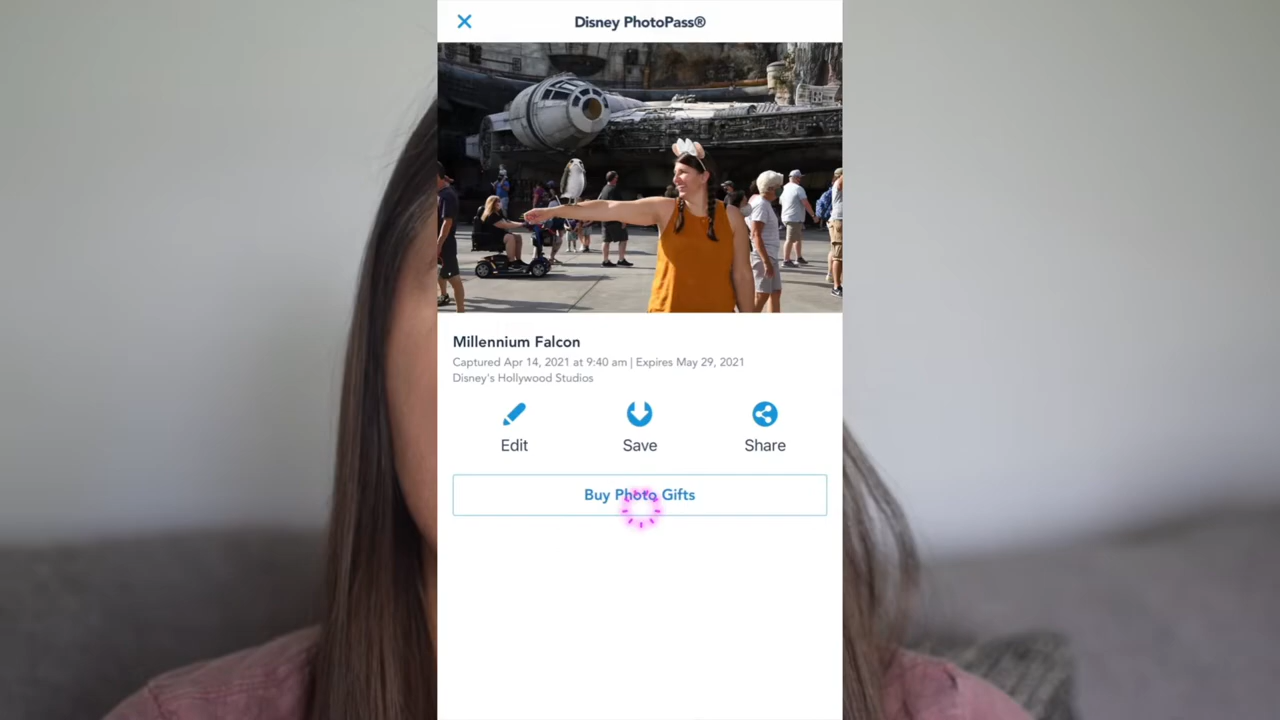 Disney PhotoPass®
Millennium Falcon
Captured Apr 14, 2021 at 9:40 am | Expires May 29, 2021
Disney's Hollywood Studios
Edit
Save
Share
Buy Photo Gifts